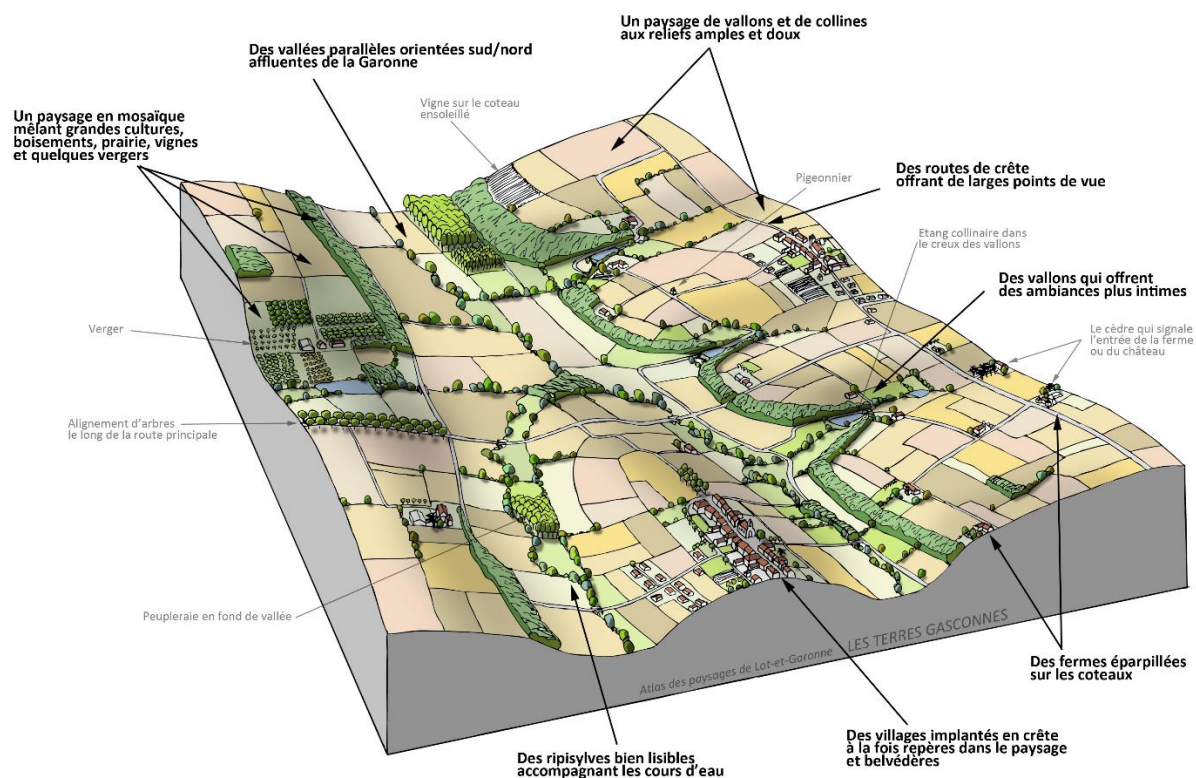 Un paysage de vallons et de collines
aux reliefs amples et doux
Des vallées parallèles orientées sud/nord
affluentes de la Garonne
Vigne sur le coteau
ensoleillé
Un paysage en mosaïque
mêlant grandes cultures,
boisements, prairie, vignes
et quelques vergers
Des routes de crête
offrant de larges points de vue
Pigeonnier
Etang collinaire dans
le creux des vallons
Des vallons qui offrent
des ambiances plus intimes
Verger
Le cèdre qui signale
l'entrée de la ferme
ou du château
Alignement d'arbres
le long de la route principale
Peupleraie en fond de vallée
Atlas des paysages de Lot-et-Garonne
LES TERRES GASCONNES
Des fermes éparpillées
sur les coteaux
Des villages implantés en crête
à la fois repères dans le paysage
et belvédères
Des ripisylves bien lisibles
accompagnant les cours d'eau